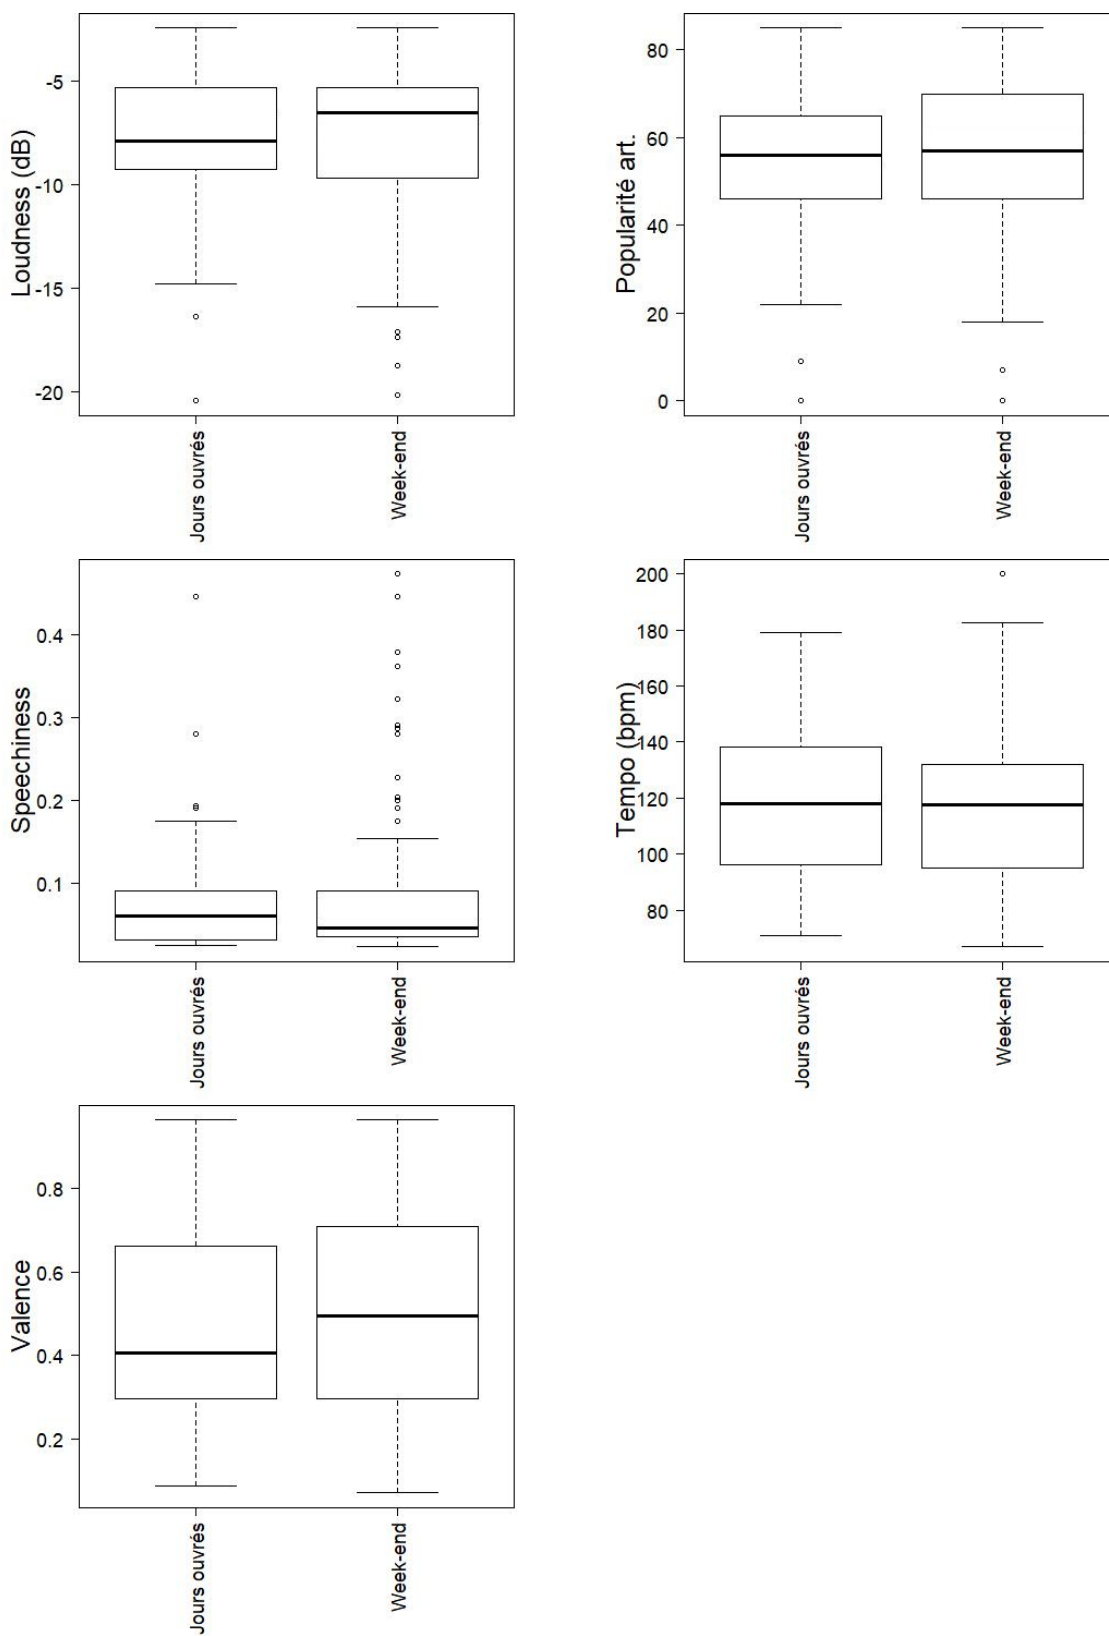 Loudness (dB)
-5
-10
-15
-20
Jours ouvrés
Week-end
Popularité art.
80
60
40
20
0
Jours ouvrés
Week-end
Speechiness
0.4
0.3
0.2
0.1
Jours ouvrés
Week-end
Tempo (bpm)
200
180
160
140
120
100
80
Jours ouvrés
Week-end
Valence
0.8
0.6
0.4
0.2
Jours ouvrés
Week-end